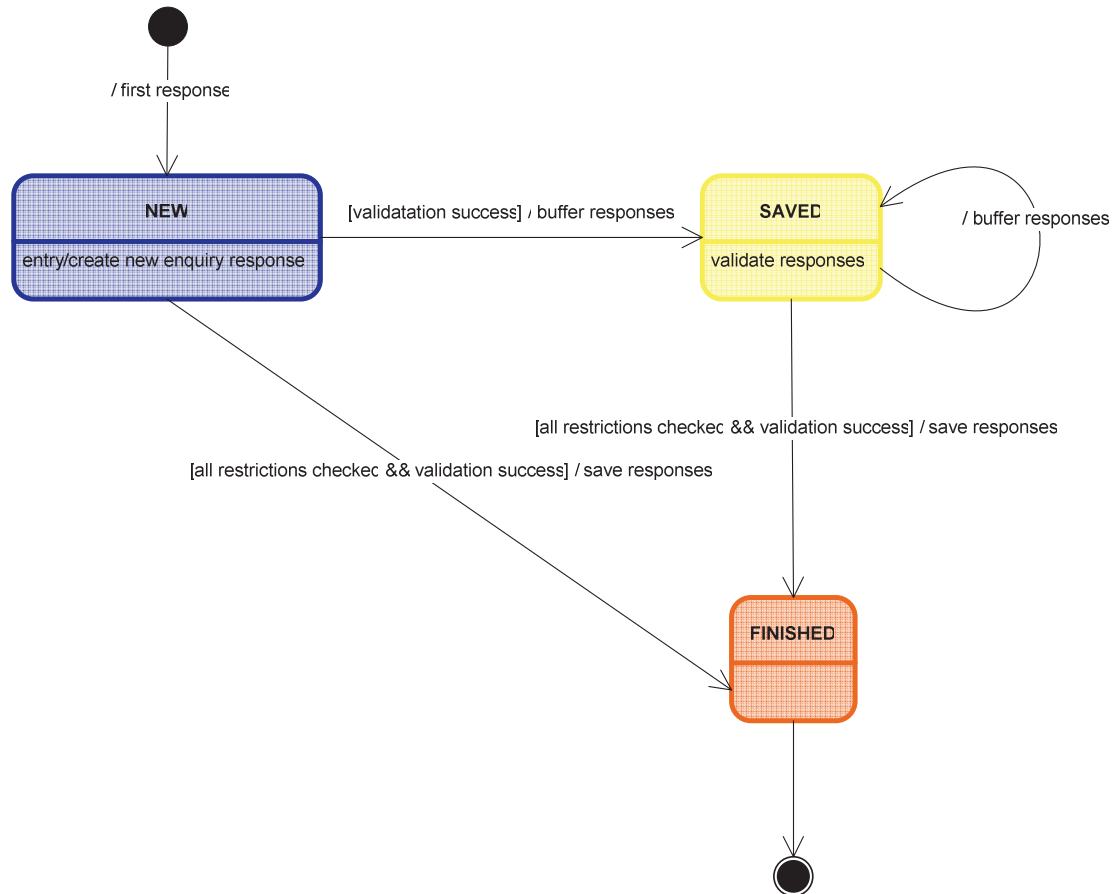 / first response
NEW
entry/create new enquiry response
[validatation success] / buffer responses
SAVED
validate responses
/ buffer responses
[all restrictions checked && validation success] / save responses
[all restrictions checked && validation success] / save responses
FINISHED